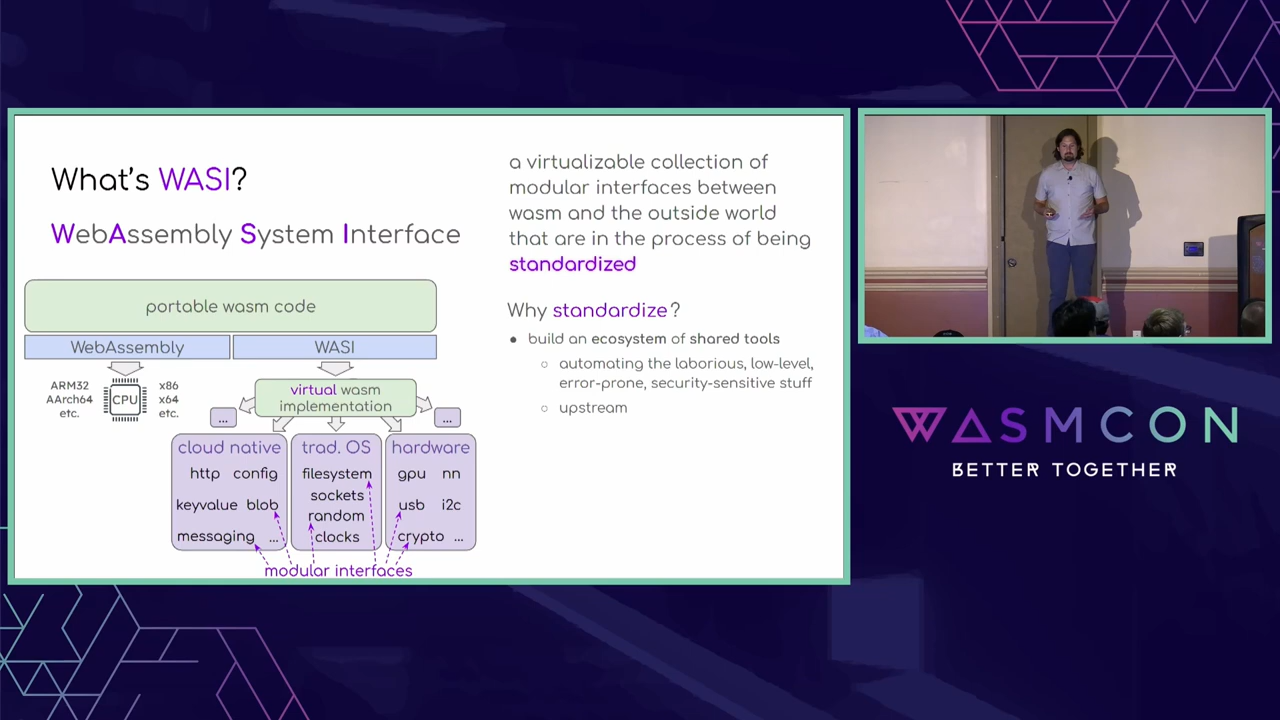 What's WASI?
WebAssembly System Interface
portable wasm code
WebAssembly
WASI
ARM32
AArch64
etc.
CPU
x86
x64
etc.
virtual wasm
implementation
...
...
cloud native
http config
keyvalue blob
messaging ...
trad. OS
filesystem
sockets
random
clocks
hardware
gpu nn
usb i2c
crypto ...
modular interfaces
a virtualizable collection of
modular interfaces between
wasm and the outside world
that are in the process of being
standardized
Why standardize?
• build an ecosystem of shared tools
○ automating the laborious, low-level,
error-prone, security-sensitive stuff
○ upstream
WASMCON
BETTER TOGETHER